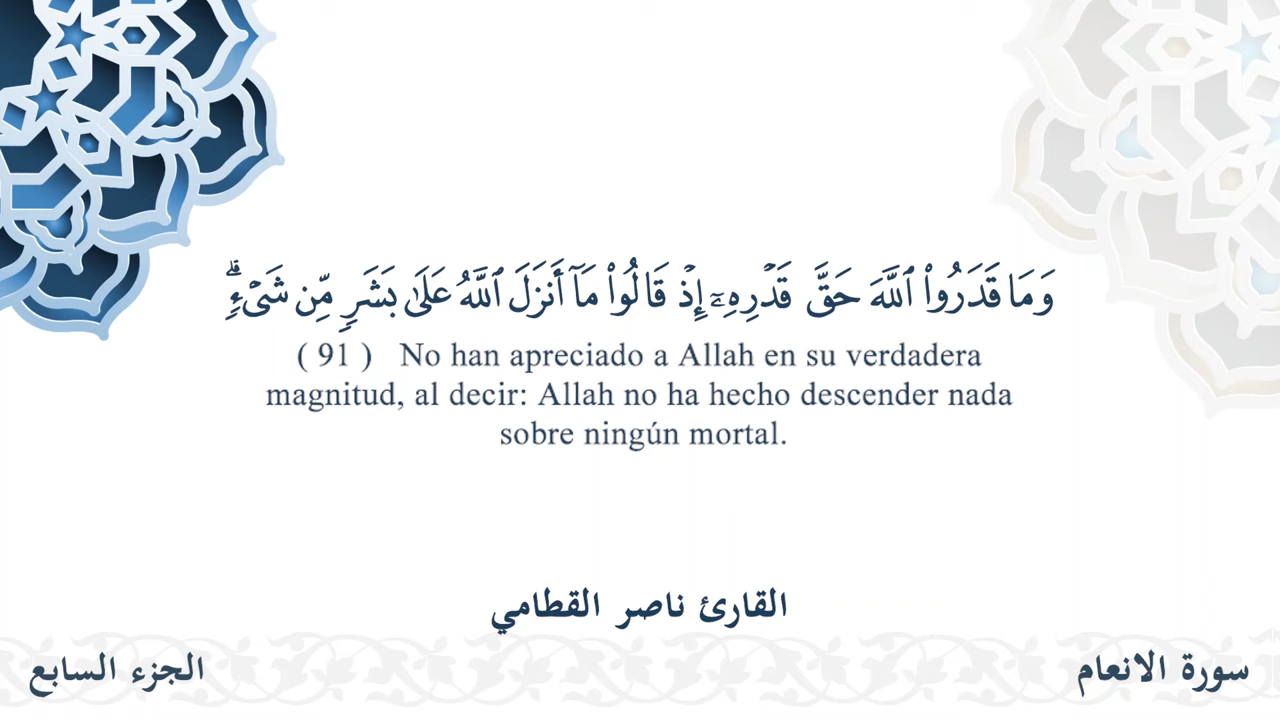 وَمَا قَدَرُوا۟ ٱللَّهَ حَقَّ قَدْرِهِۦٓ إِذْ قَالُوا۟ مَآ أَنزَلَ ٱللَّهُ عَلَىٰ بَشَرٍ مِّن شَىْءٍ ۗ
( 91 ) No han apreciado a Allah en su verdadera
magnitud, al decir: Allah no ha hecho descender nada
sobre ningún mortal.
القارئ ناصر القطامي
سورة الانعام
الجزء السابع